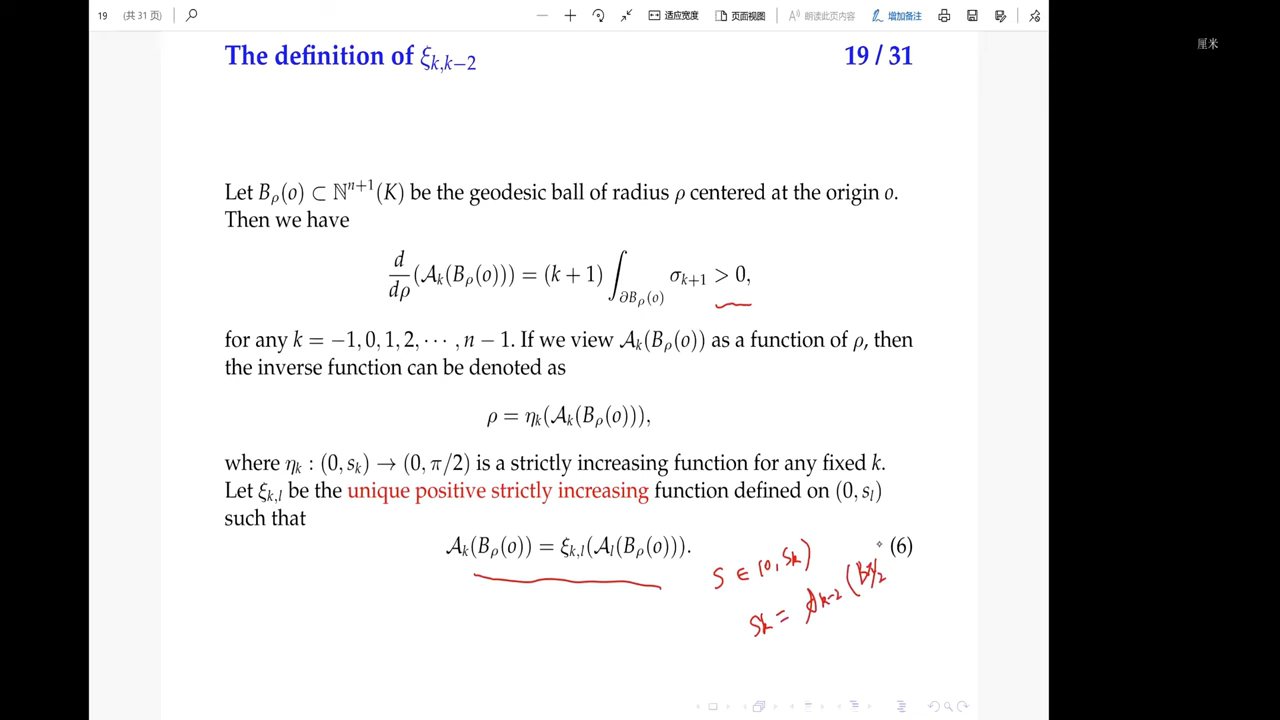 19 (共 31 页) 适应宽度 页面视图 A 朗读此页内容 增加备注
厘米
The definition of ξ_{k,k−2} 19 / 31
Let B_ρ(o) ⊂ ℕ^{n+1}(K) be the geodesic ball of radius ρ centered at the origin o.
Then we have
d/dρ (𝒜_k(B_ρ(o))) = (k + 1) ∫_{∂B_ρ(o)} σ_{k+1} > 0,
for any k = −1, 0, 1, 2, ⋯ , n − 1. If we view 𝒜_k(B_ρ(o)) as a function of ρ, then
the inverse function can be denoted as
ρ = η_k(𝒜_k(B_ρ(o))),
where η_k : (0, s_k) → (0, π/2) is a strictly increasing function for any fixed k.
Let ξ_{k,l} be the unique positive strictly increasing function defined on (0, s_l)
such that
𝒜_k(B_ρ(o)) = ξ_{k,l}(𝒜_l(B_ρ(o))). (6)
S ∈ (0, S_k)
S_k = 𝒜_{k−2}(B_{π/2}